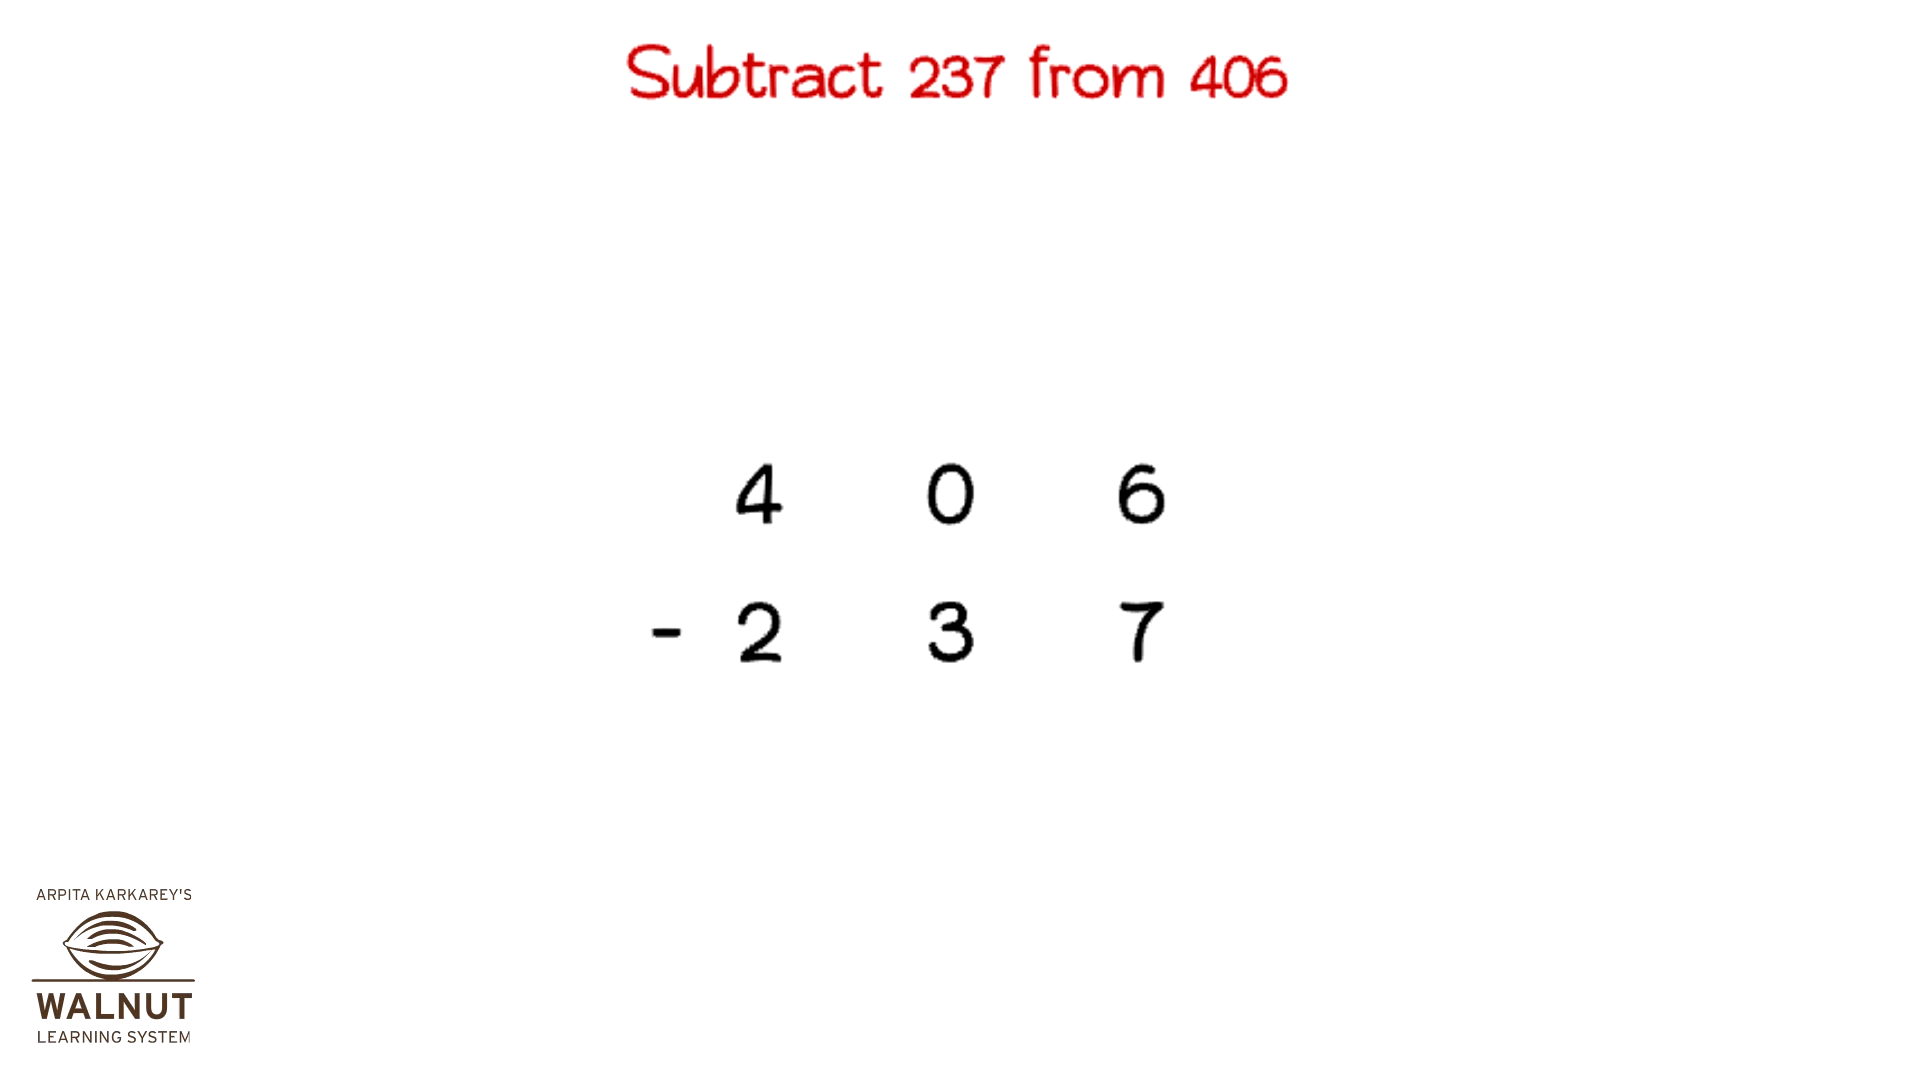 Subtract 237 from 406
4 0 6
- 2 3 7
ARPITA KARKAREY'S
WALNUT
LEARNING SYSTEM